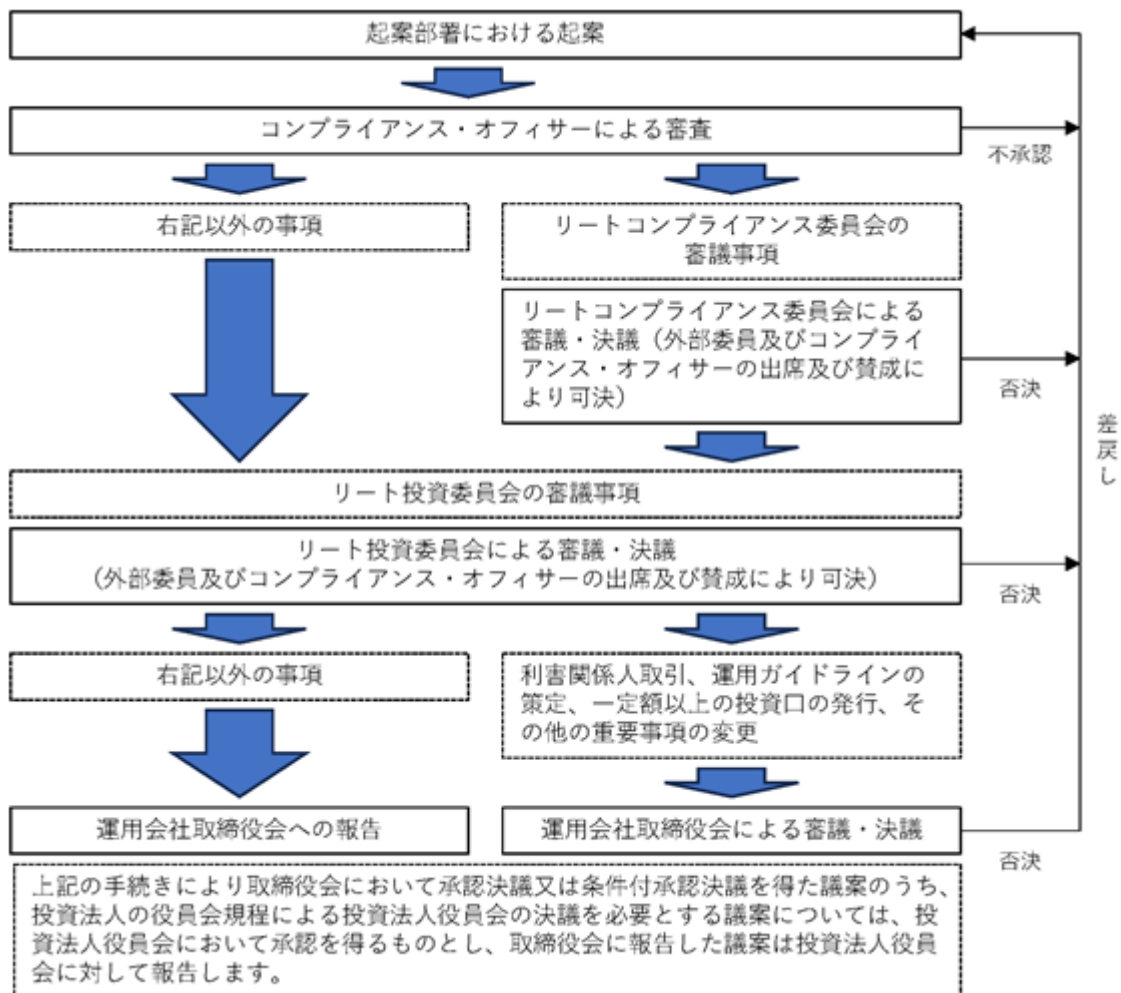 起案部署における起案
コンプライアンス・オフィサーによる審査
不承認
右記以外の事項
リートコンプライアンス委員会の
審議事項
リートコンプライアンス委員会による
審議・決議（外部委員及びコンプライ
アンス・オフィサーの出席及び賛成に
より可決）
否決
差戻し
リート投資委員会の審議事項
リート投資委員会による審議・決議
（外部委員及びコンプライアンス・オフィサーの出席及び賛成により可決）
否決
右記以外の事項
利害関係人取引、運用ガイドラインの
策定、一定額以上の投資口の発行、そ
の他の重要事項の変更
運用会社取締役会への報告
運用会社取締役会による審議・決議
否決
上記の手続きにより取締役会において承認決議又は条件付承認決議を得た議案のうち、
投資法人の役員会規程による投資法人役員会の決議を必要とする議案については、投
資法人役員会において承認を得るものとし、取締役会に報告した議案は投資法人役員
会に対して報告します。